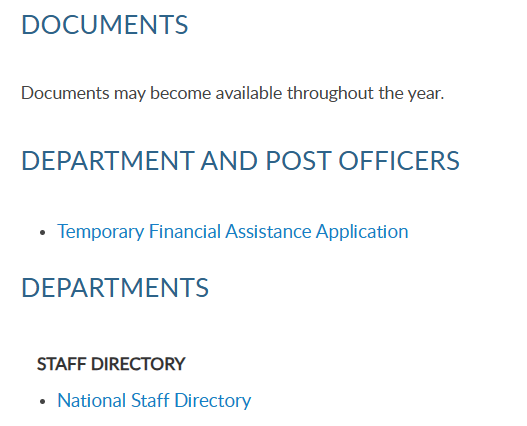 DOCUMENTS
Documents may become available throughout the year.
DEPARTMENT AND POST OFFICERS
• Temporary Financial Assistance Application
DEPARTMENTS
STAFF DIRECTORY
• National Staff Directory